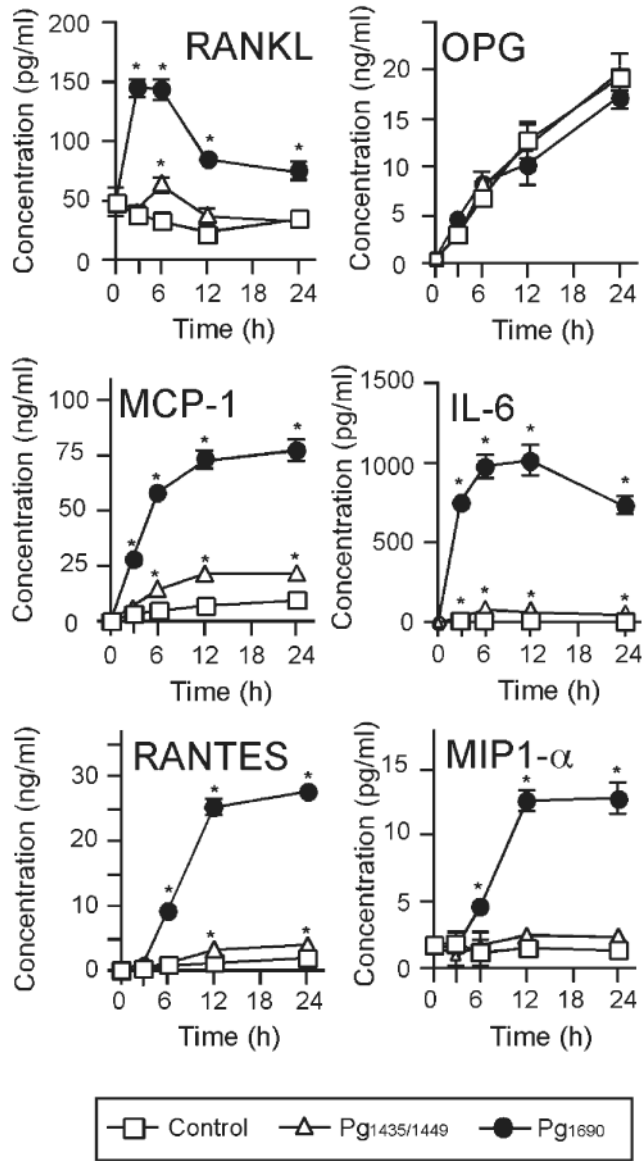 RANKL
Concentration (pg/ml)
200
150
100
50
0
* * * *
*
0 6 12 18 24
Time (h)
OPG
Concentration (ng/ml)
20
15
10
5
0
0 6 12 18 24
Time (h)
MCP-1
Concentration (ng/ml)
100
75
50
25
0
* * * *
* * *
0 6 12 18 24
Time (h)
IL-6
Concentration (pg/ml)
1500
1000
500
0
* * * *
* * * *
0 6 12 18 24
Time (h)
RANTES
Concentration (ng/ml)
30
20
10
0
* * *
* *
0 6 12 18 24
Time (h)
MIP1-α
Concentration (pg/ml)
15
10
5
0
* * *
0 6 12 18 24
Time (h)
Control Pg1435/1449 Pg1690